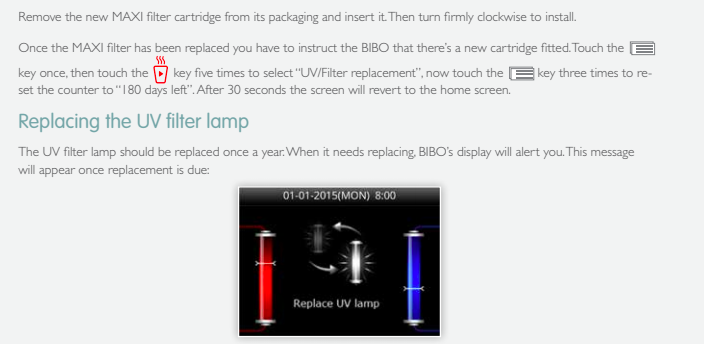 Remove the new MAXI filter cartridge from its packaging and insert it. Then turn firmly clockwise to install.
Once the MAXI filter has been replaced you have to instruct the BIBO that there's a new cartridge fitted. Touch the
key once, then touch the key five times to select "UV/Filter replacement", now touch the key three times to re-
set the counter to "180 days left". After 30 seconds the screen will revert to the home screen.
Replacing the UV filter lamp
The UV filter lamp should be replaced once a year. When it needs replacing, BIBO's display will alert you. This message
will appear once replacement is due:
01-01-2015(MON) 8:00
Replace UV lamp